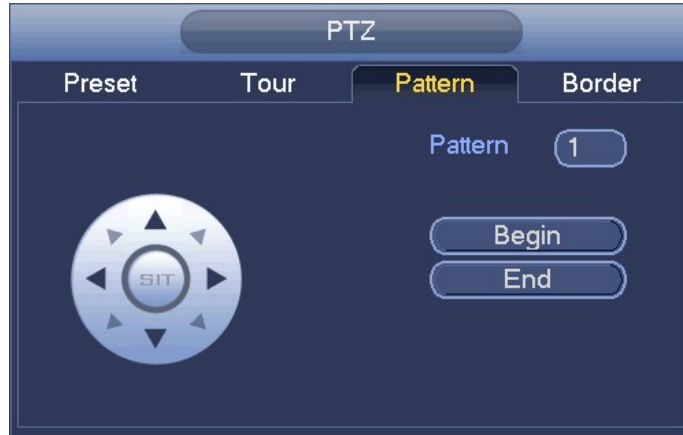 PTZ
Preset Tour Pattern Border
Pattern 1
SIT
Begin
End